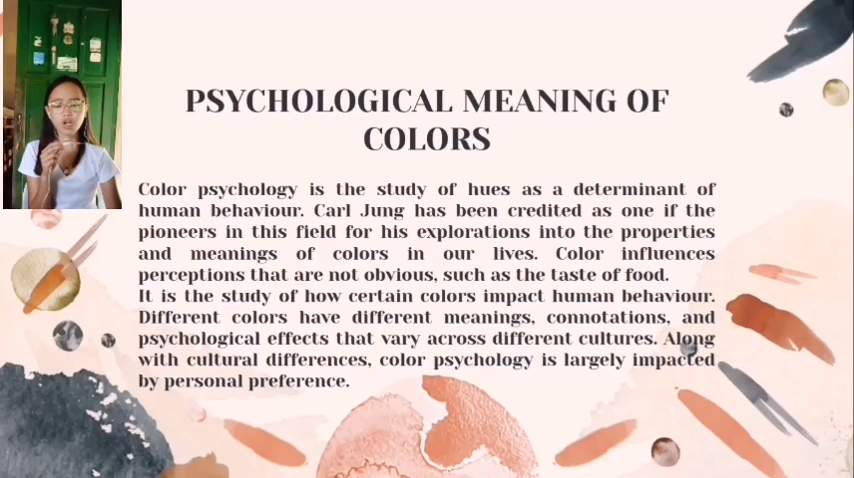 PSYCHOLOGICAL MEANING OF
COLORS
Color psychology is the study of hues as a determinant of
human behaviour. Carl Jung has been credited as one if the
pioneers in this field for his explorations into the properties
and meanings of colors in our lives. Color influences
perceptions that are not obvious, such as the taste of food.
It is the study of how certain colors impact human behaviour.
Different colors have different meanings, connotations, and
psychological effects that vary across different cultures. Along
with cultural differences, color psychology is largely impacted
by personal preference.